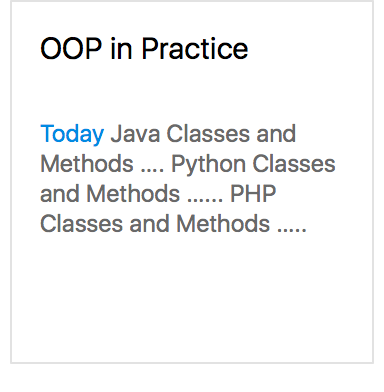 OOP in Practice
Today Java Classes and
Methods .... Python Classes
and Methods ...... PHP
Classes and Methods .....